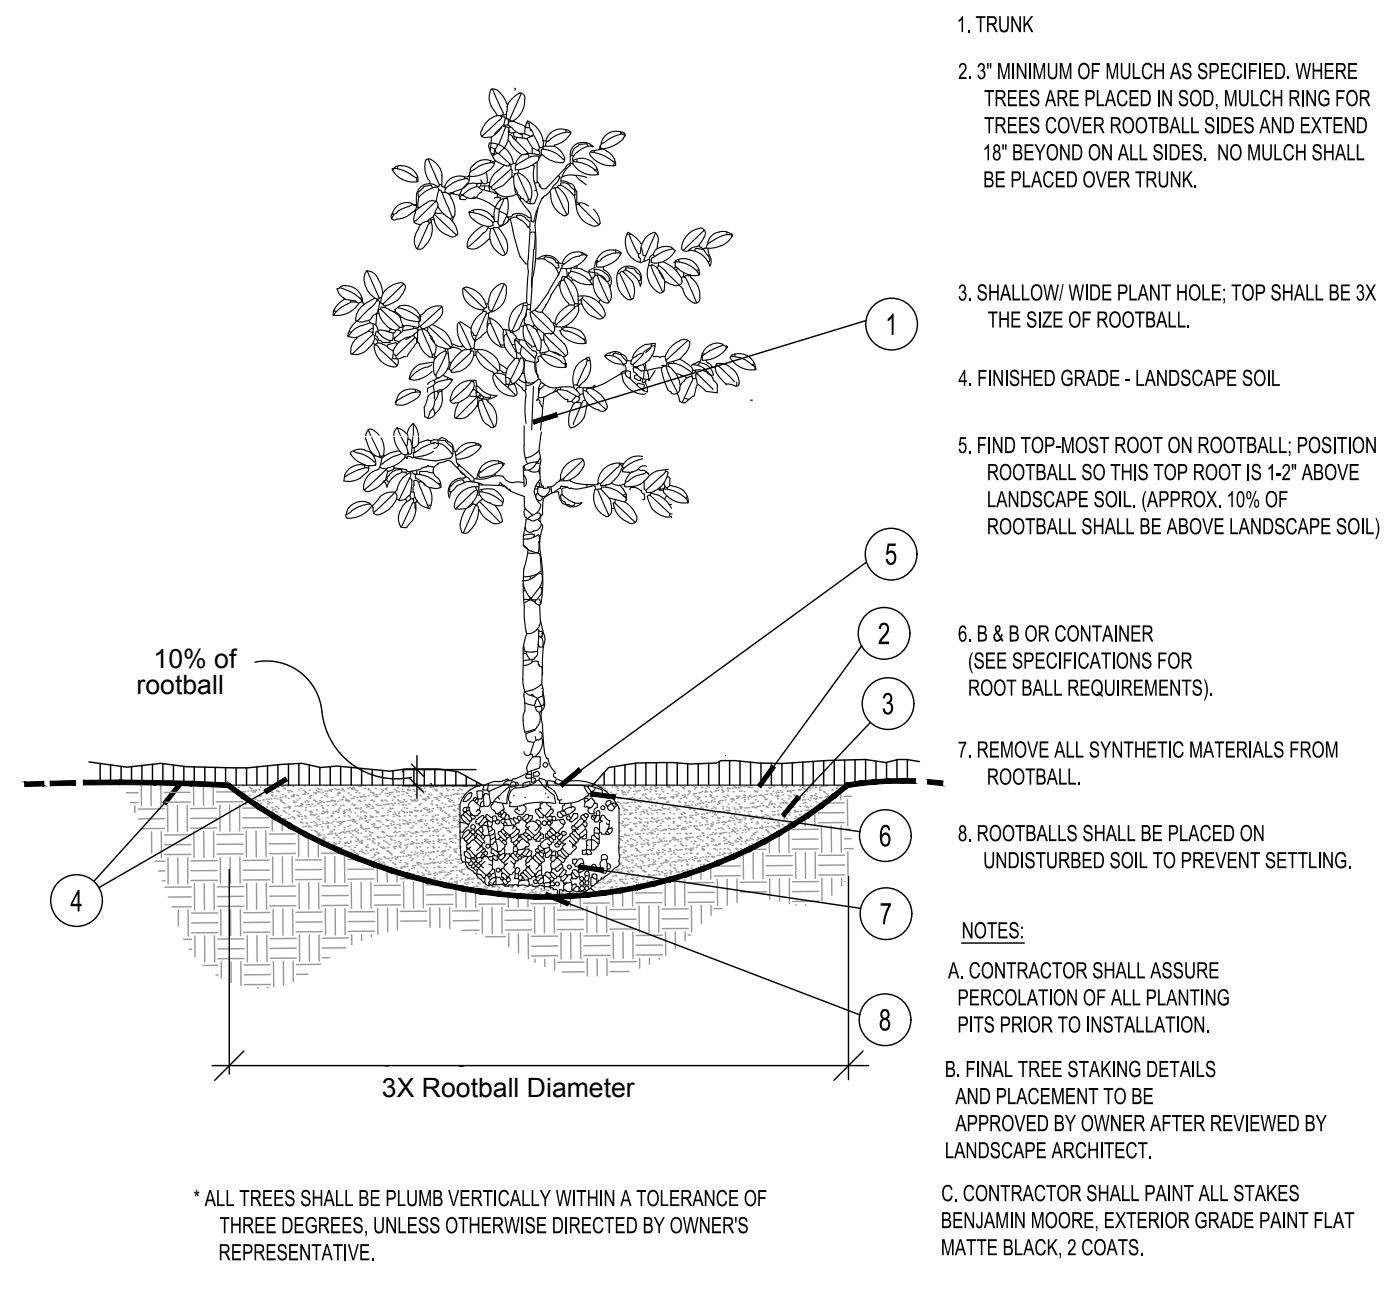 1. TRUNK
2. 3" MINIMUM OF MULCH AS SPECIFIED. WHERE
TREES ARE PLACED IN SOD, MULCH RING FOR
TREES COVER ROOTBALL SIDES AND EXTEND
18" BEYOND ON ALL SIDES. NO MULCH SHALL
BE PLACED OVER TRUNK.
3. SHALLOW/ WIDE PLANT HOLE; TOP SHALL BE 3X
THE SIZE OF ROOTBALL.
4. FINISHED GRADE - LANDSCAPE SOIL
5. FIND TOP-MOST ROOT ON ROOTBALL; POSITION
ROOTBALL SO THIS TOP ROOT IS 1-2" ABOVE
LANDSCAPE SOIL. (APPROX. 10% OF
ROOTBALL SHALL BE ABOVE LANDSCAPE SOIL)
6. B & B OR CONTAINER
(SEE SPECIFICATIONS FOR
ROOT BALL REQUIREMENTS).
7. REMOVE ALL SYNTHETIC MATERIALS FROM
ROOTBALL.
8. ROOTBALLS SHALL BE PLACED ON
UNDISTURBED SOIL TO PREVENT SETTLING.
NOTES:
A. CONTRACTOR SHALL ASSURE
PERCOLATION OF ALL PLANTING
PITS PRIOR TO INSTALLATION.
B. FINAL TREE STAKING DETAILS
AND PLACEMENT TO BE
APPROVED BY OWNER AFTER REVIEWED BY
LANDSCAPE ARCHITECT.
C. CONTRACTOR SHALL PAINT ALL STAKES
BENJAMIN MOORE, EXTERIOR GRADE PAINT FLAT
MATTE BLACK, 2 COATS.
1
5
2
3
6
7
8
4
10% of
rootball
3X Rootball Diameter
* ALL TREES SHALL BE PLUMB VERTICALLY WITHIN A TOLERANCE OF
THREE DEGREES, UNLESS OTHERWISE DIRECTED BY OWNER'S
REPRESENTATIVE.